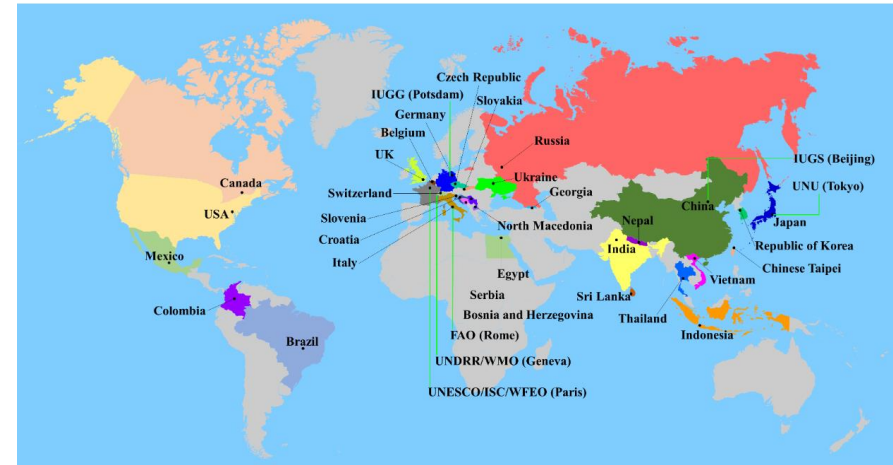 Czech Republic
IUGG (Potsdam)
Slovakia
Germany
Belgium
Russia
IUGS (Beijing)
UK
Ukraine
UNU (Tokyo)
Canada
Switzerland
Georgia
China
USA
Slovenia
Nepal
Japan
North Macedonia
Croatia
India
Republic of Korea
Mexico
Italy
Chinese Taipei
Egypt
Vietnam
Serbia
Sri Lanka
Colombia
Bosnia and Herzegovina
Thailand
FAO (Rome)
Indonesia
Brazil
UNDRR/WMO (Geneva)
UNESCO/ISC/WFEO (Paris)